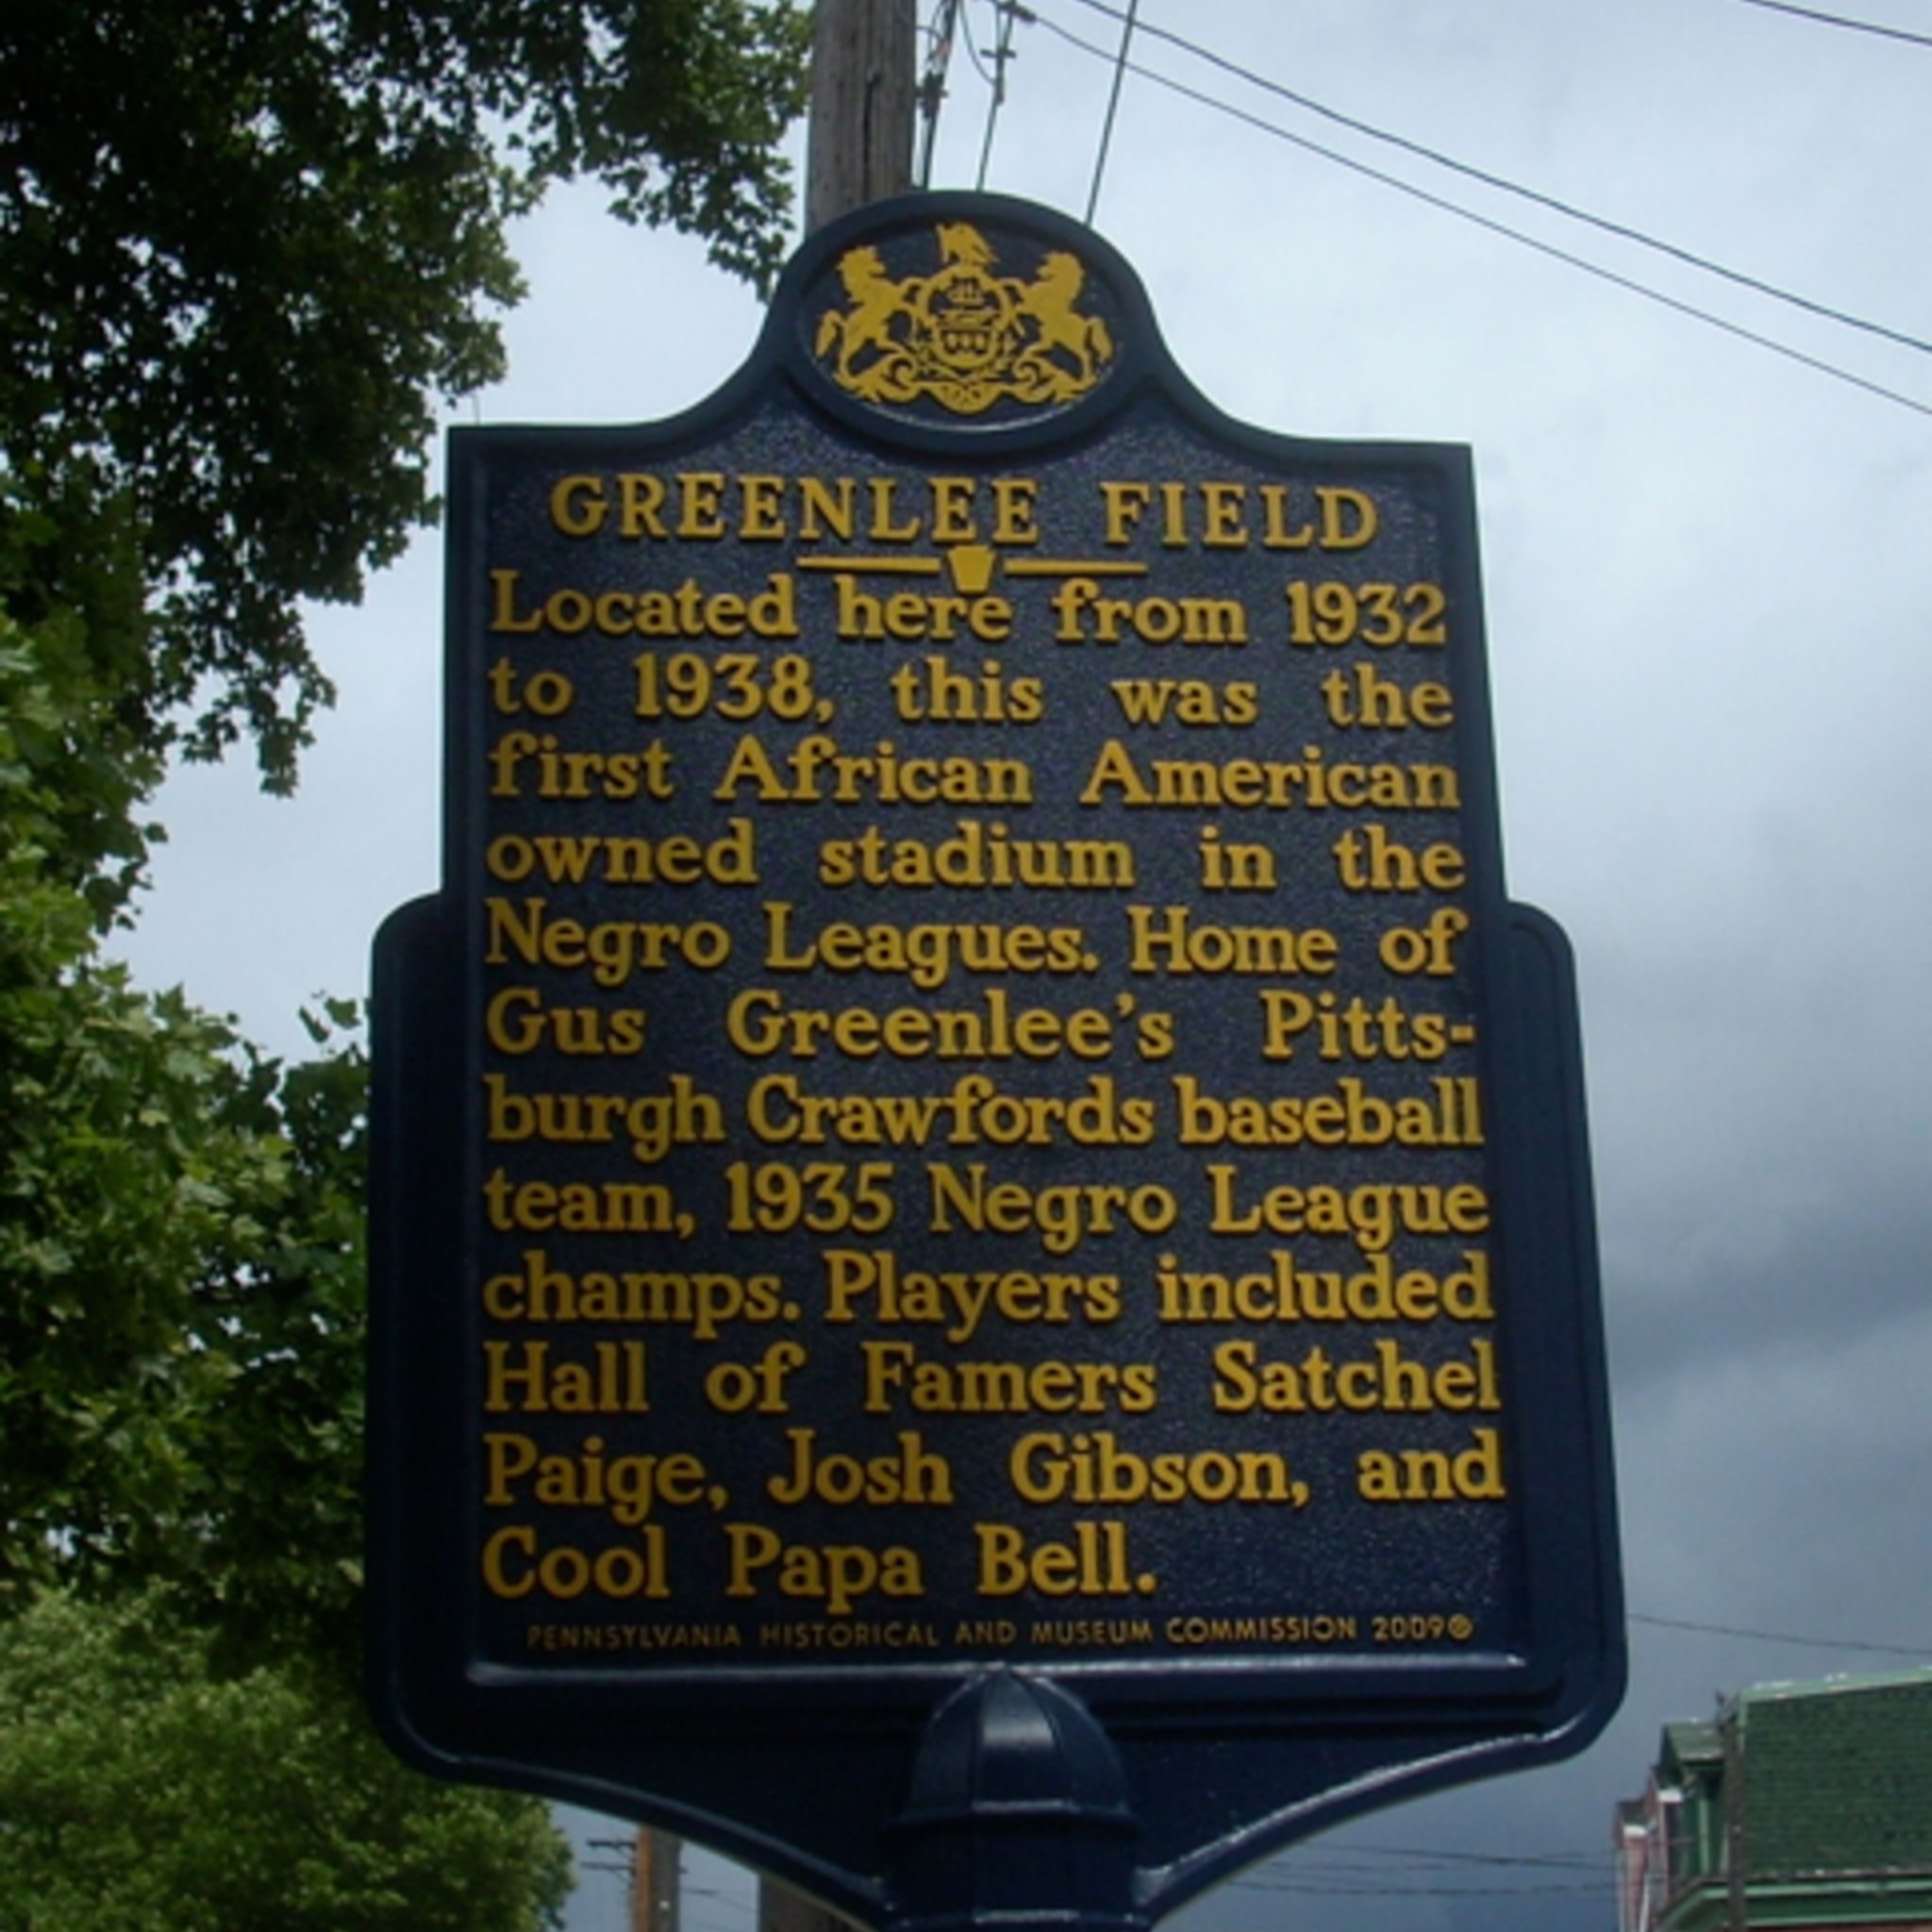 GREENLEE FIELD
Located here from 1932
to 1938, this was the
first African American
owned stadium in the
Negro Leagues. Home of
Gus Greenlee's Pitts-
burgh Crawfords baseball
team, 1935 Negro League
champs. Players included
Hall of Famers Satchel
Paige, Josh Gibson, and
Cool Papa Bell.
PENNSYLVANIA HISTORICAL AND MUSEUM COMMISSION 2009